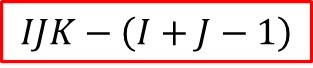 IJK − (I + J − 1)